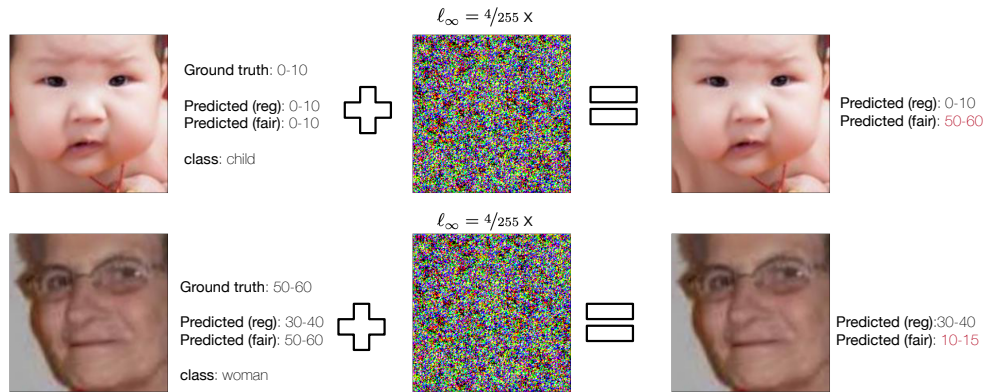 ℓ∞ = 4/255 x
Ground truth: 0-10
Predicted (reg): 0-10
Predicted (fair): 0-10
class: child
Predicted (reg): 0-10
Predicted (fair): 50-60
ℓ∞ = 4/255 x
Ground truth: 50-60
Predicted (reg): 30-40
Predicted (fair): 50-60
class: woman
Predicted (reg):30-40
Predicted (fair): 10-15